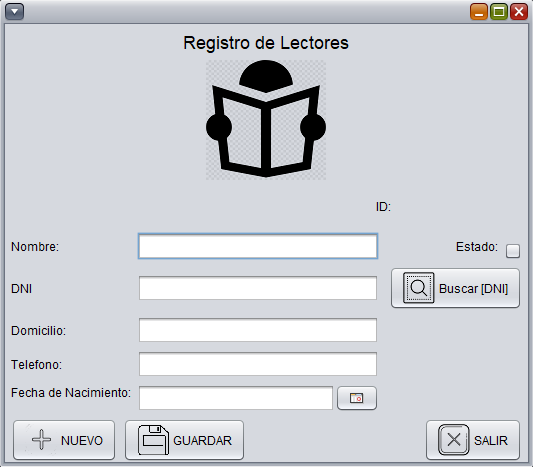 Registro de Lectores
ID:
Nombre:
Estado:
DNI
Buscar [DNI]
Domicilio:
Telefono:
Fecha de Nacimiento:
NUEVO
GUARDAR
SALIR